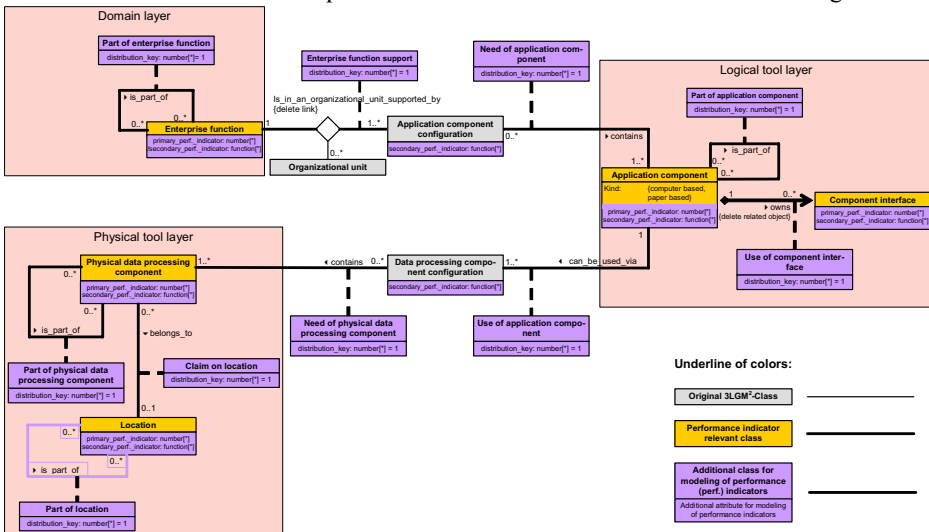 Domain layer
Part of enterprise function
distribution_key: number[*]= 1
is_part_of
0..*
0..*
Enterprise function
primary_perf._indicator: number[*]
/secondary_perf._indicator: function[*]
1
Enterprise function support
distribution_key: number[*] = 1
Is_in_an_organizational_unit_supported_by
{delete link}
1..*
0..*
Organizational unit
Application component
configuration
secondary_perf._indicator: function[*]
0..*
Need of application com-
ponent
distribution_key: number[*] = 1
contains
1..*
Logical tool layer
Part of application component
distribution_key: number[*] = 1
is_part_of
0..*
0..*
Application component
Kind: {computer based,
paper based}
primary_perf._indicator: number[*]
secondary_perf._indicator: function[*]
1
0..*
owns
{delete related object}
Component interface
primary_perf._indicator: number[*]
secondary_perf._indicator: function[*]
Use of component inter-
face
distribution_key: number[*] = 1
1
can_be_used_via
1..*
Physical tool layer
Physical data processing
component
primary_perf._indicator: number[*]
secondary_perf._indicator: function[*]
0..*
0..*
is_part_of
1..*
contains
0..*
Data processing compo-
nent configuration
secondary_perf._indicator: function[*]
Need of physical data
processing component
distribution_key: number[*] = 1
Use of application compo-
nent
distribution_key: number[*] = 1
0..*
belongs_to
Part of physical data
processing component
distribution_key: number[*] = 1
Claim on location
distribution_key: number[*] = 1
0..1
Location
primary_perf._indicator: number[*]
secondary_perf._indicator: function[*]
0..*
0..*
is_part_of
Part of location
distribution_key: number[*] = 1
Underline of colors:
Original 3LGM²-Class
Performance indicator
relevant class
Additional class for
modeling of performance
(perf.) indicators
Additional attribute for modeling
of performance indicators